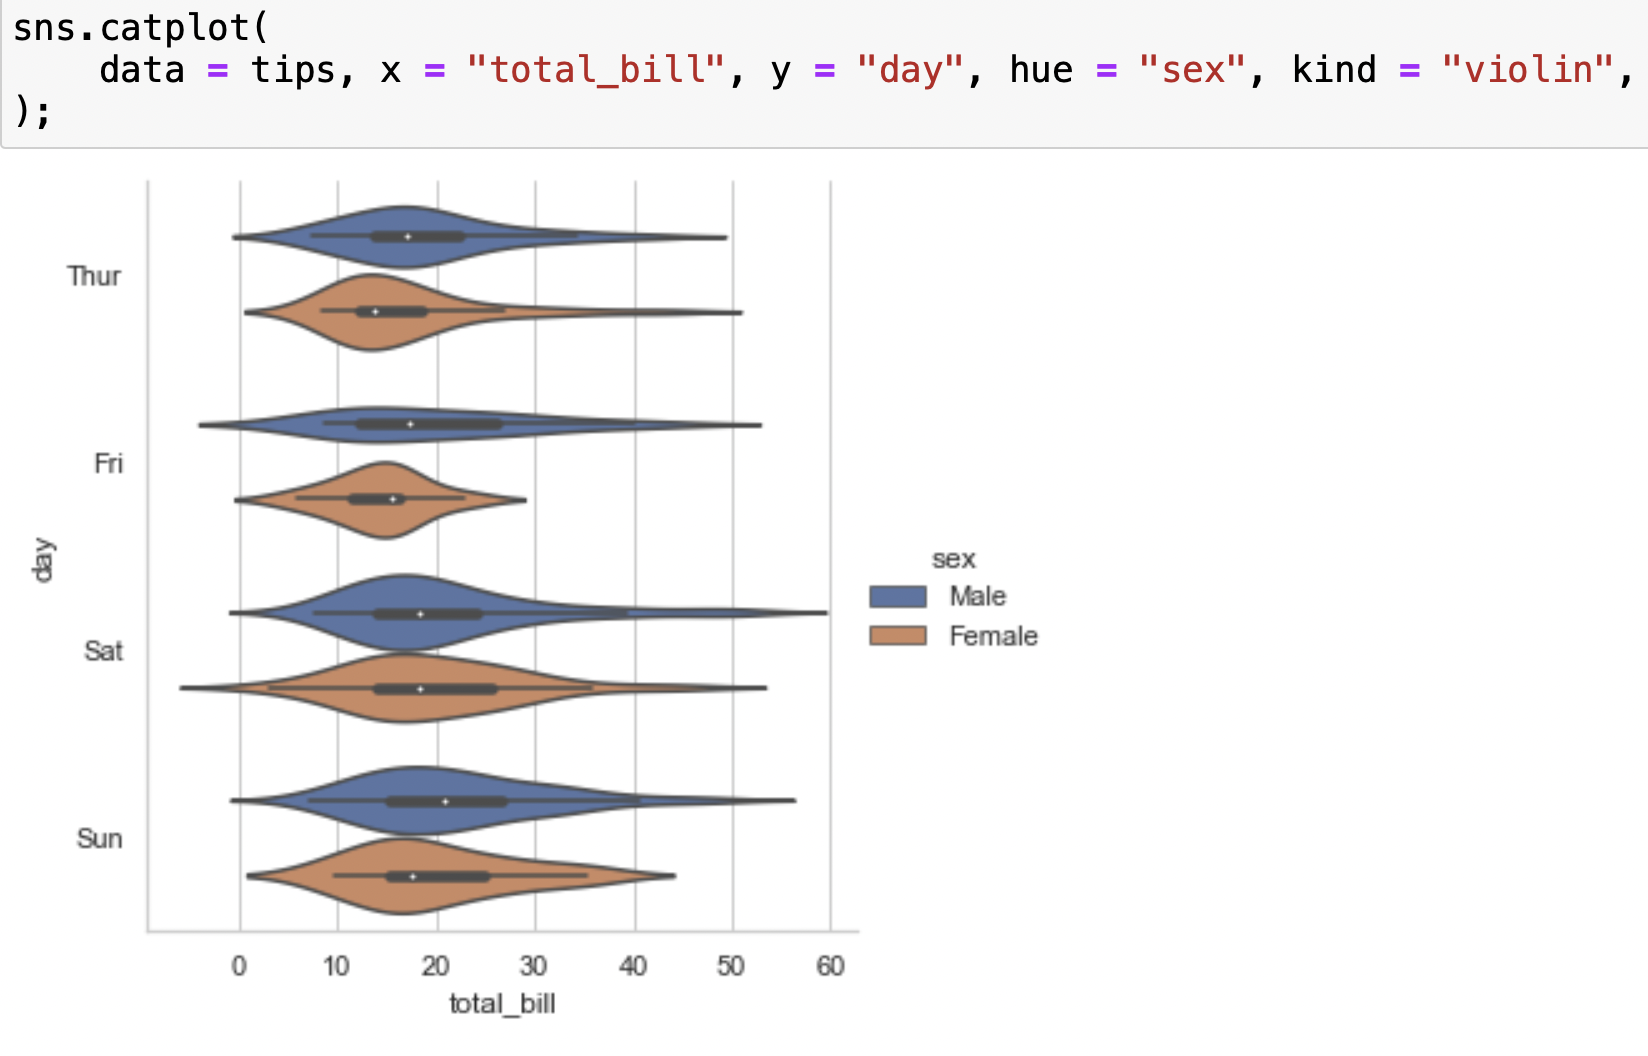 sns.catplot(
    data = tips, x = "total_bill", y = "day", hue = "sex", kind = "violin",
);
Thur
Fri
Sat
Sun
day
0 10 20 30 40 50 60
total_bill
sex
Male
Female